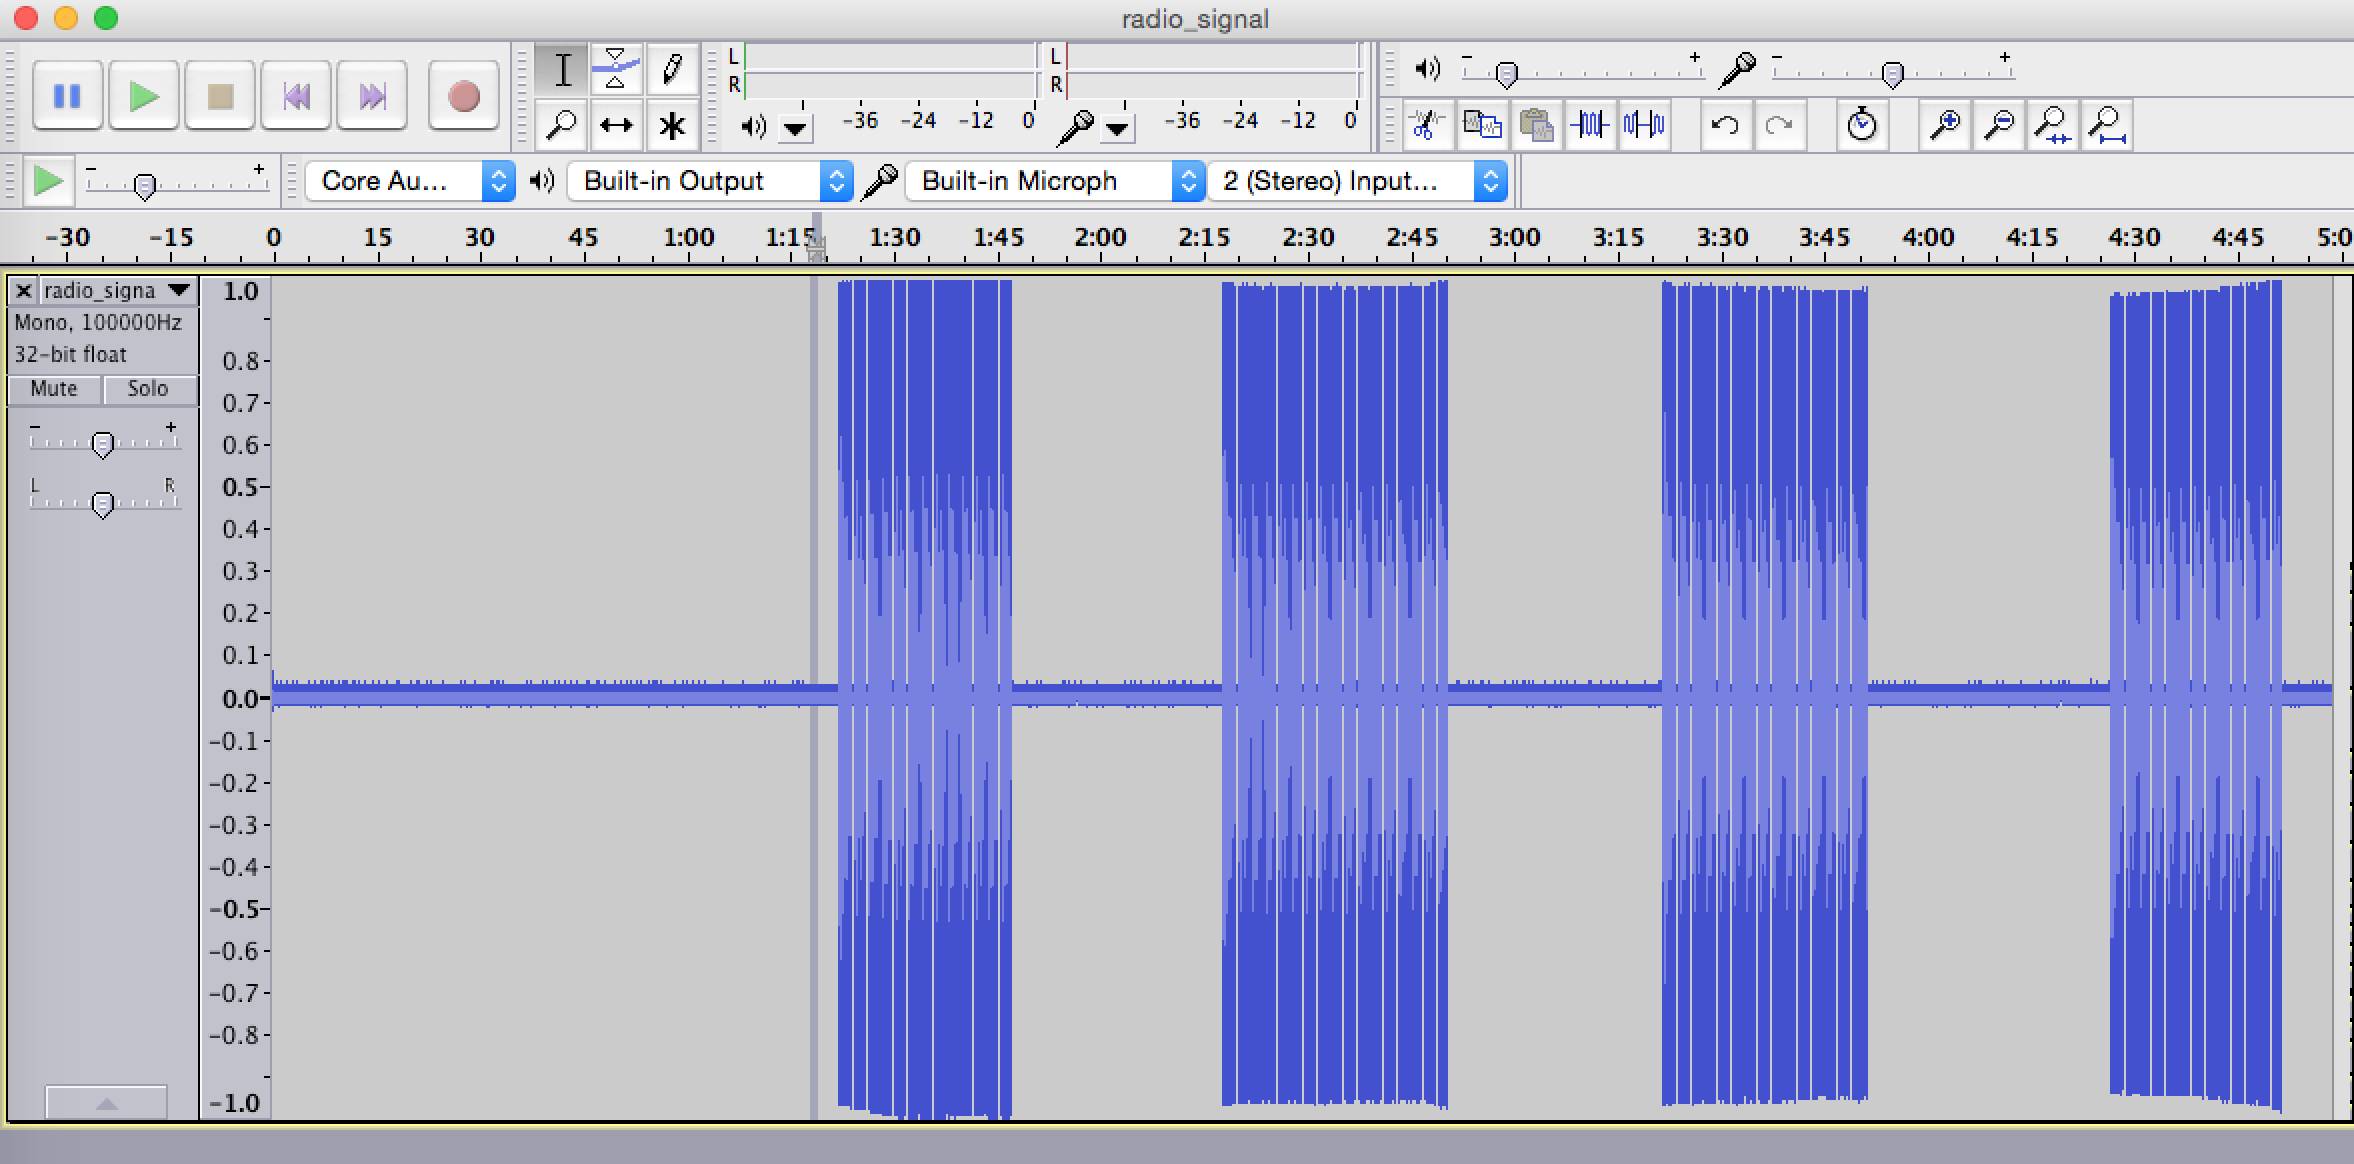 radio_signal
L
R
-36 -24 -12 0
L
R
-36 -24 -12 0
- +
- +
- +
Core Au...
Built-in Output
Built-in Microph
2 (Stereo) Input...
-30 -15 0 15 30 45 1:00 1:15 1:30 1:45 2:00 2:15 2:30 2:45 3:00 3:15 3:30 3:45 4:00 4:15 4:30 4:45 5:0
radio_signa
Mono, 100000Hz
32-bit float
Mute Solo
- +
L R
1.0
0.8
0.7
0.6
0.5
0.4
0.3
0.2
0.1
0.0
-0.1
-0.2
-0.3
-0.4
-0.5
-0.6
-0.7
-0.8
-1.0